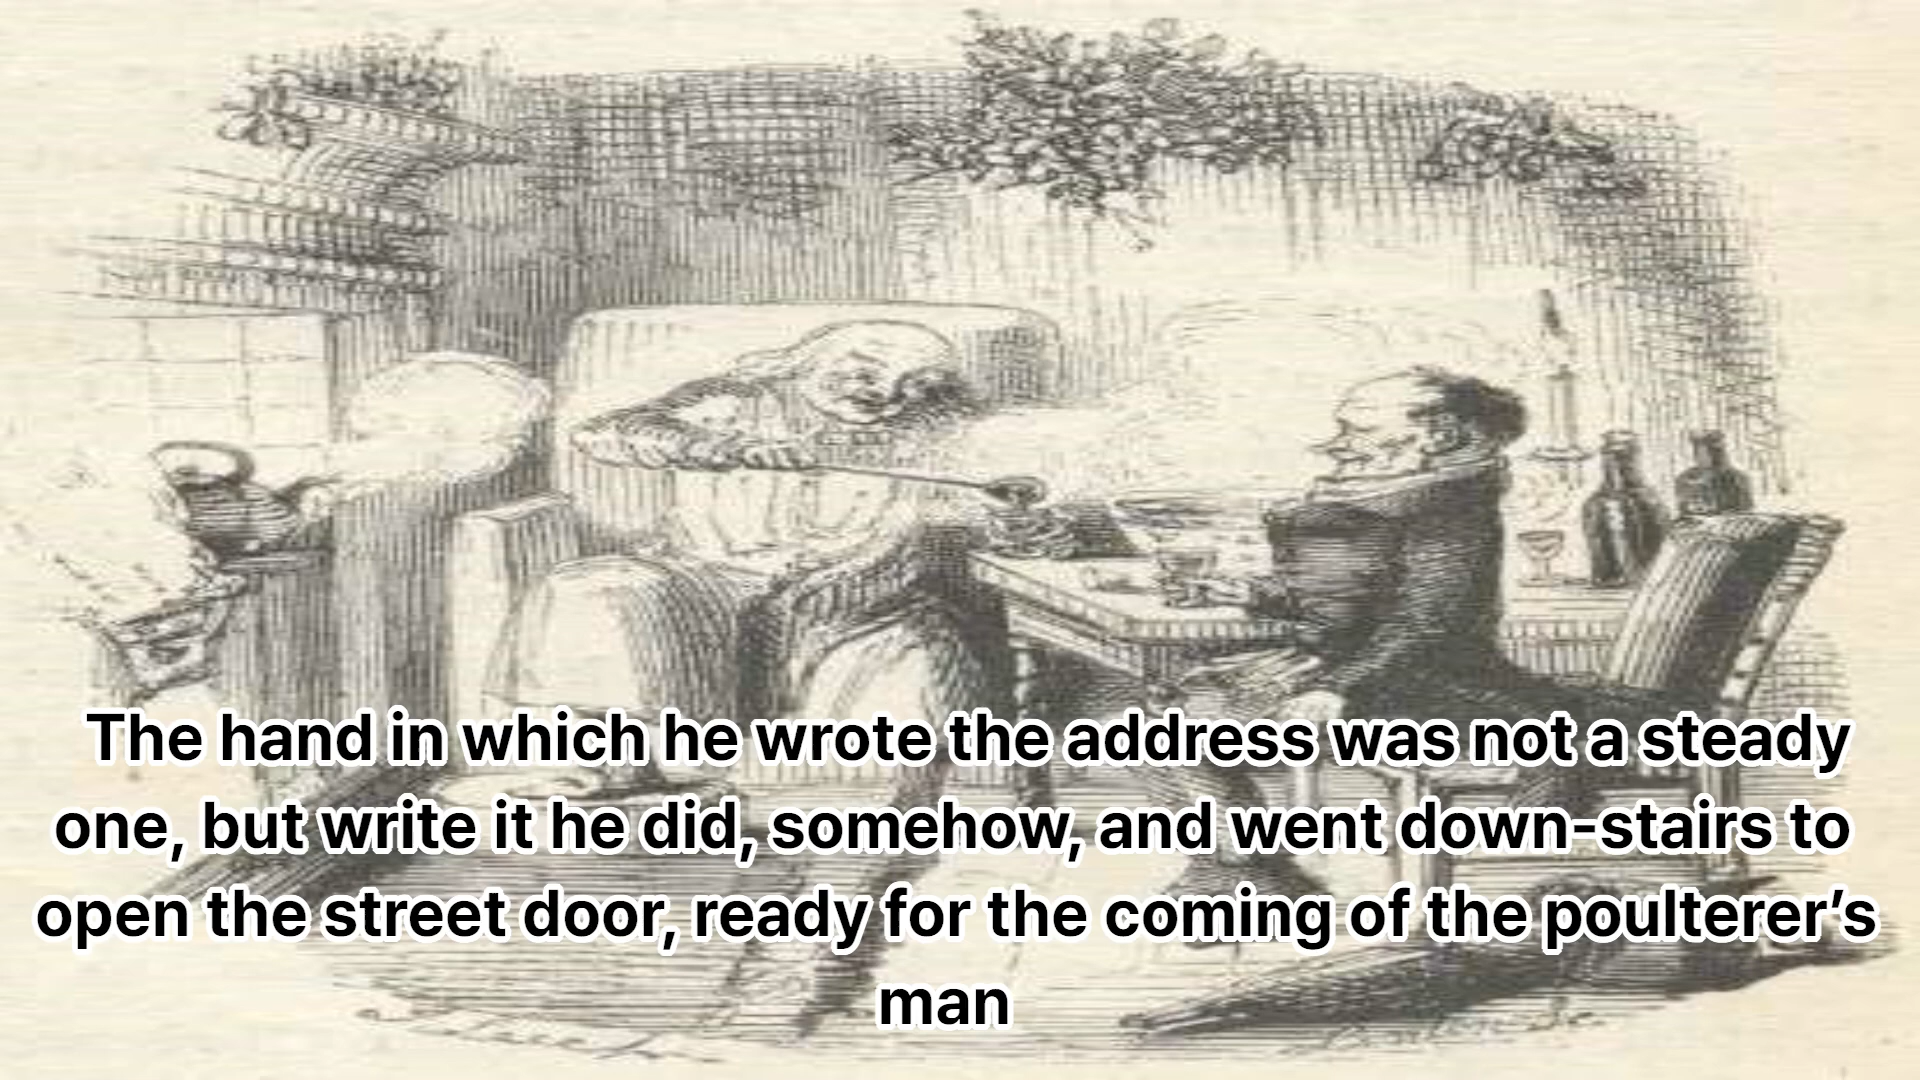 The hand in which he wrote the address was not a steady
one, but write it he did, somehow, and went down-stairs to
open the street door, ready for the coming of the poulterer’s
man